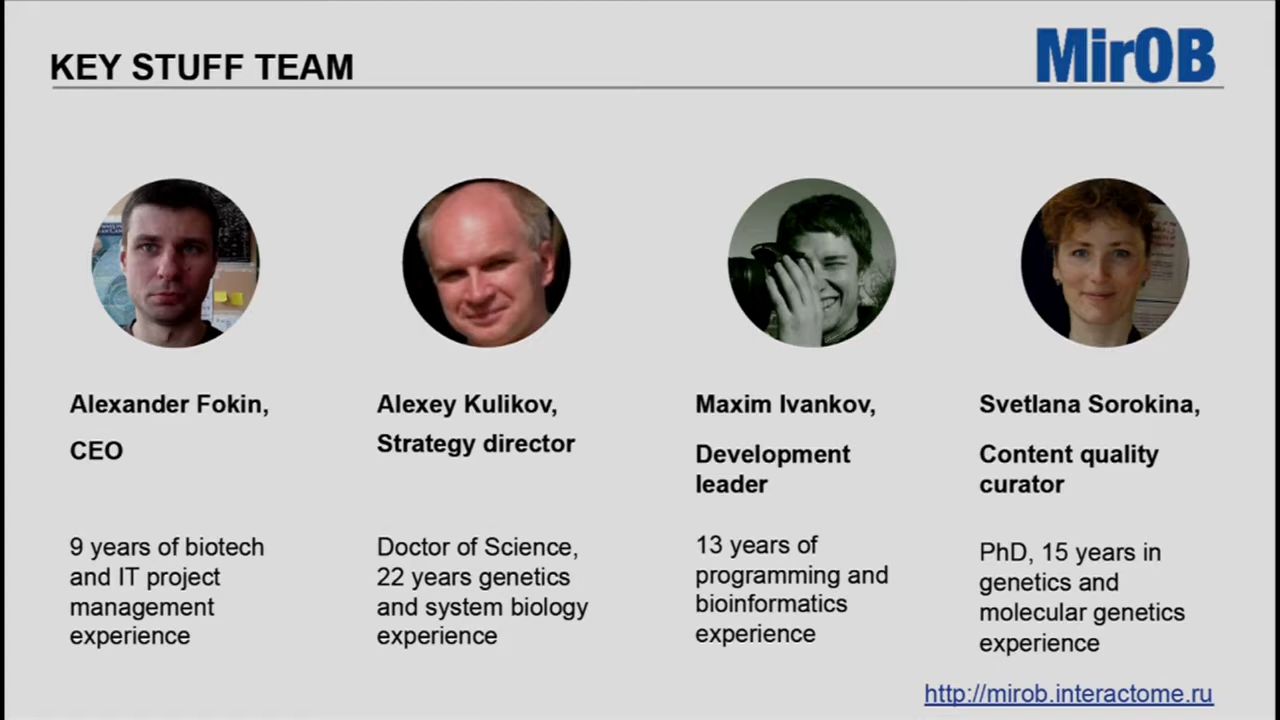 KEY STUFF TEAM
MirOB
Alexander Fokin,
CEO
9 years of biotech
and IT project
management
experience
Alexey Kulikov,
Strategy director
Doctor of Science,
22 years genetics
and system biology
experience
Maxim Ivankov,
Development
leader
13 years of
programming and
bioinformatics
experience
Svetlana Sorokina,
Content quality
curator
PhD, 15 years in
genetics and
molecular genetics
experience
http://mirob.interactome.ru